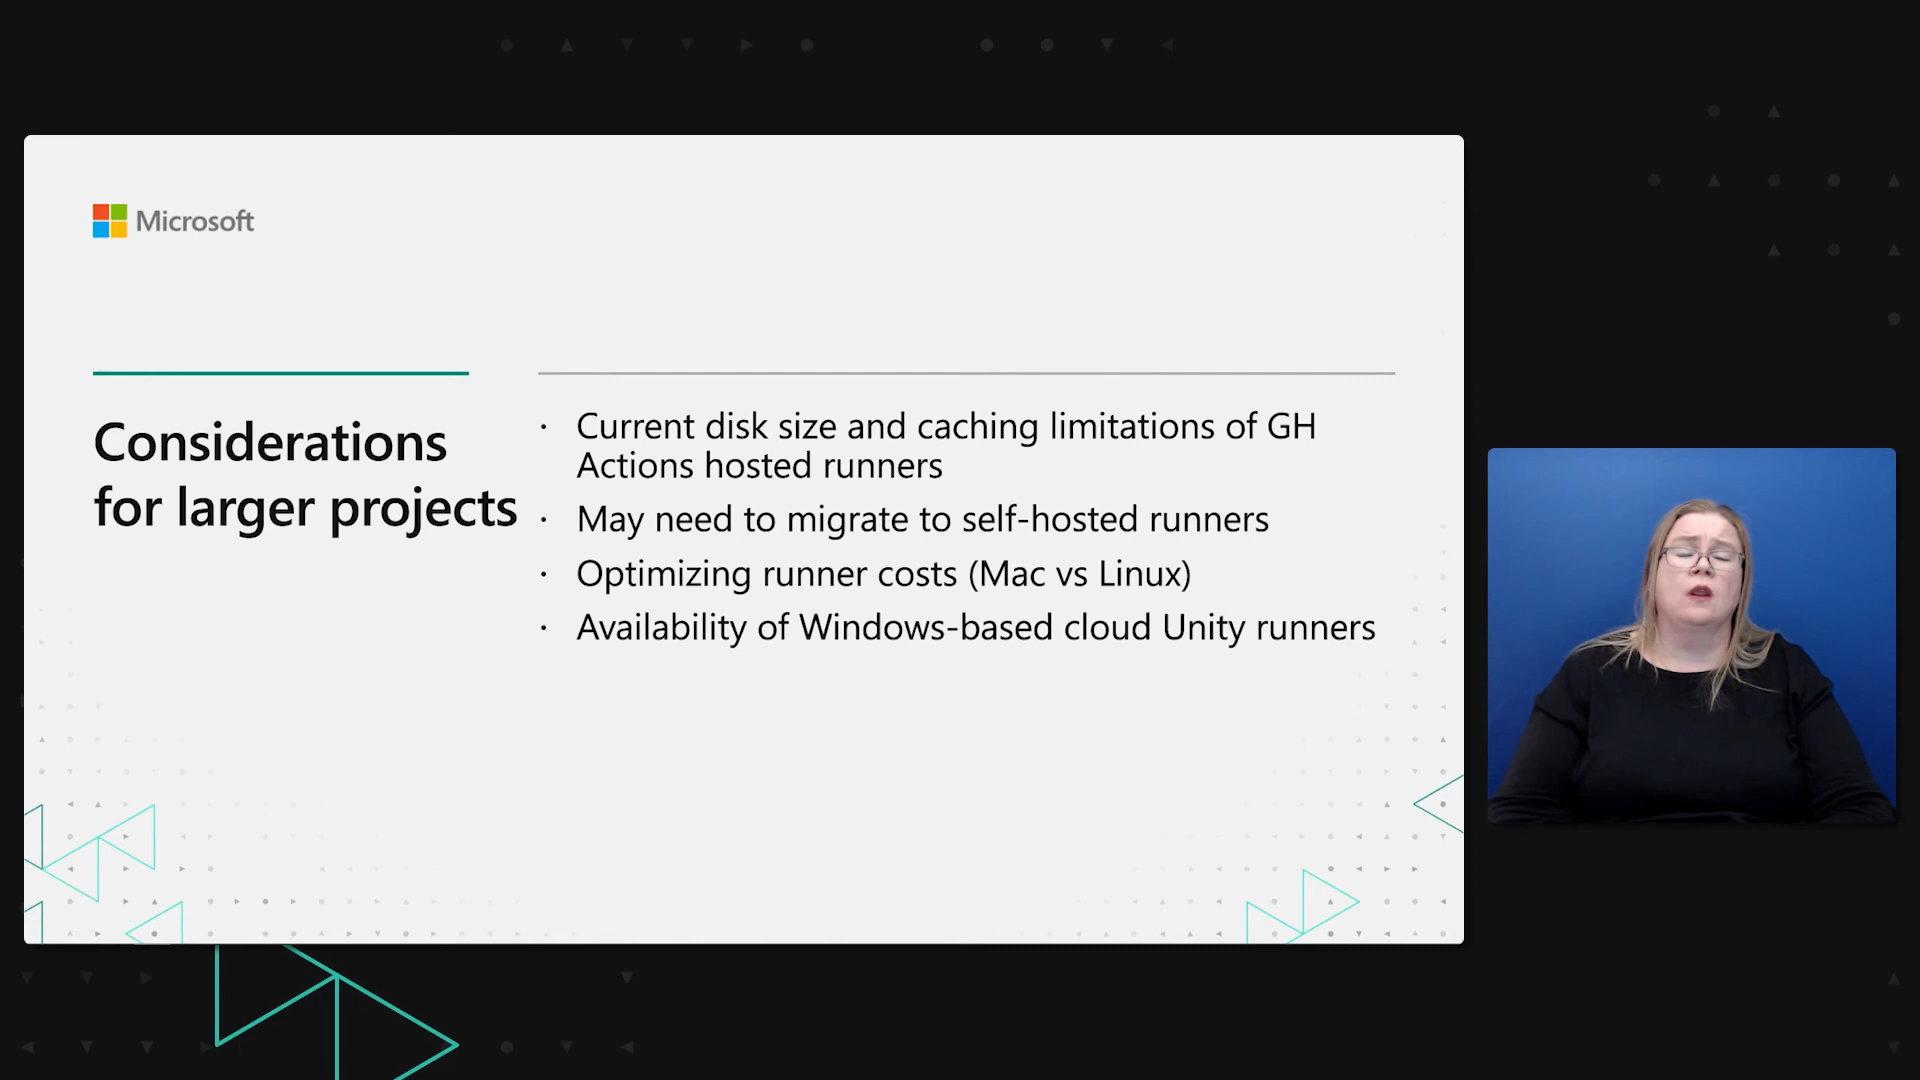 Microsoft
Considerations
for larger projects
· Current disk size and caching limitations of GH
Actions hosted runners
· May need to migrate to self-hosted runners
· Optimizing runner costs (Mac vs Linux)
· Availability of Windows-based cloud Unity runners